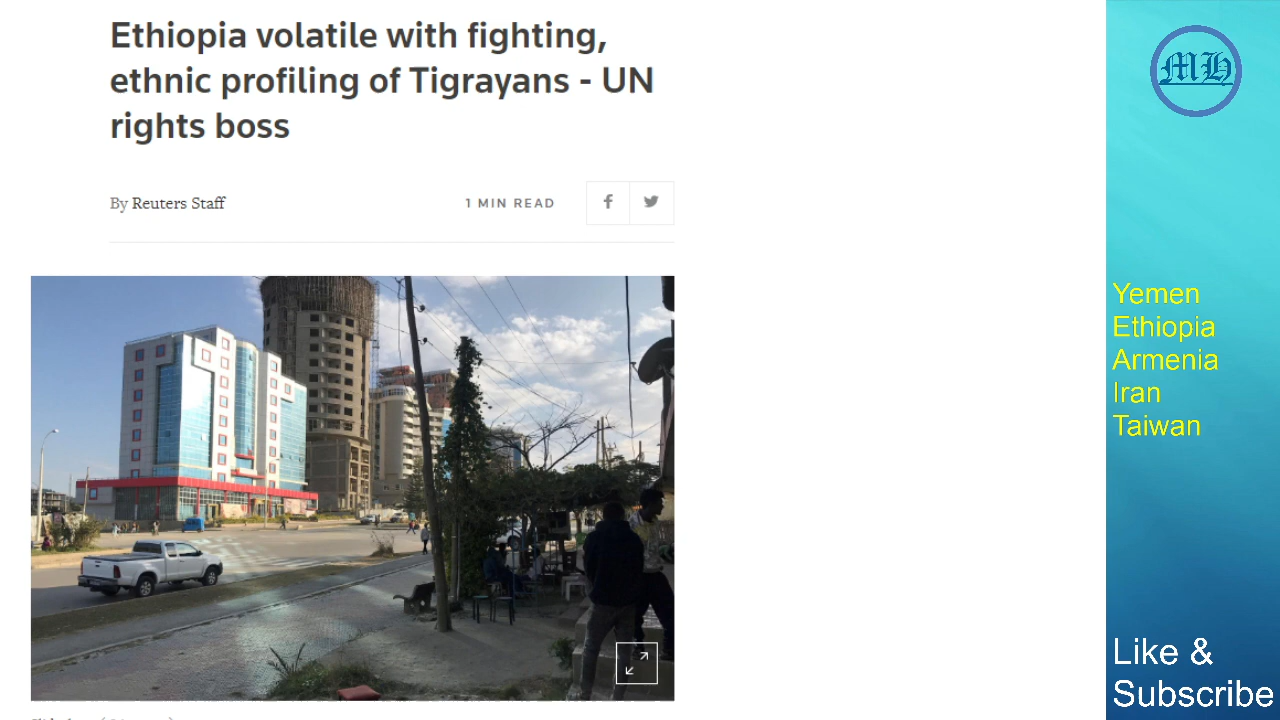 Ethiopia volatile with fighting,
ethnic profiling of Tigrayans - UN
rights boss
By Reuters Staff
1 MIN READ
MH
Yemen
Ethiopia
Armenia
Iran
Taiwan
Like &
Subscribe